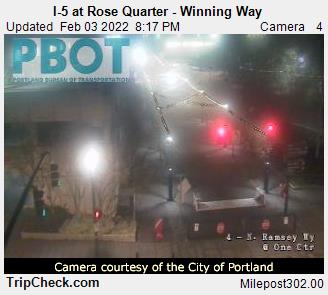 I-5 at Rose Quarter - Winning Way
Updated Feb 03 2022 8:17 PM Camera 4
PBOT
PORTLAND BUREAU OF TRANSPORTATION
4 - N. Ramsey Wy
@ One Ctr
Camera courtesy of the City of Portland
TripCheck.com Milepost302.00